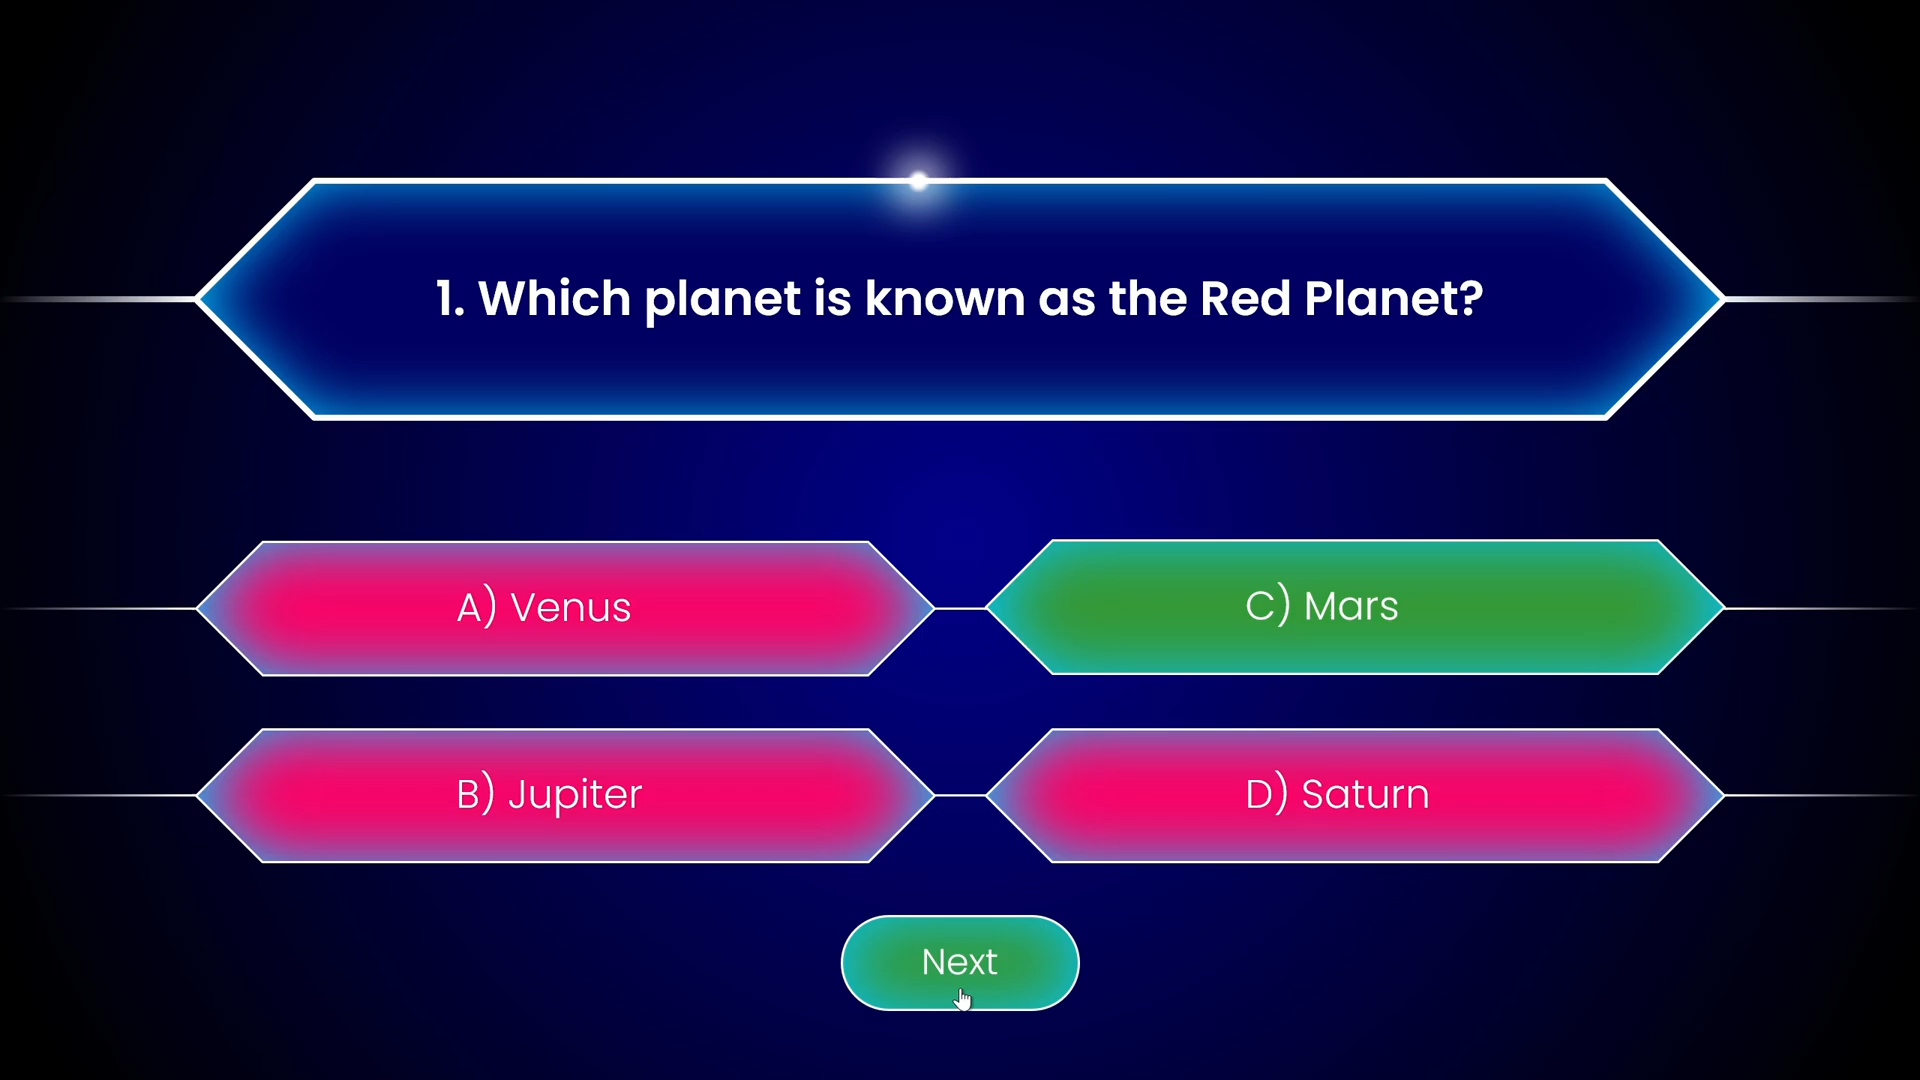 1. Which planet is known as the Red Planet?
A) Venus
C) Mars
B) Jupiter
D) Saturn
Next